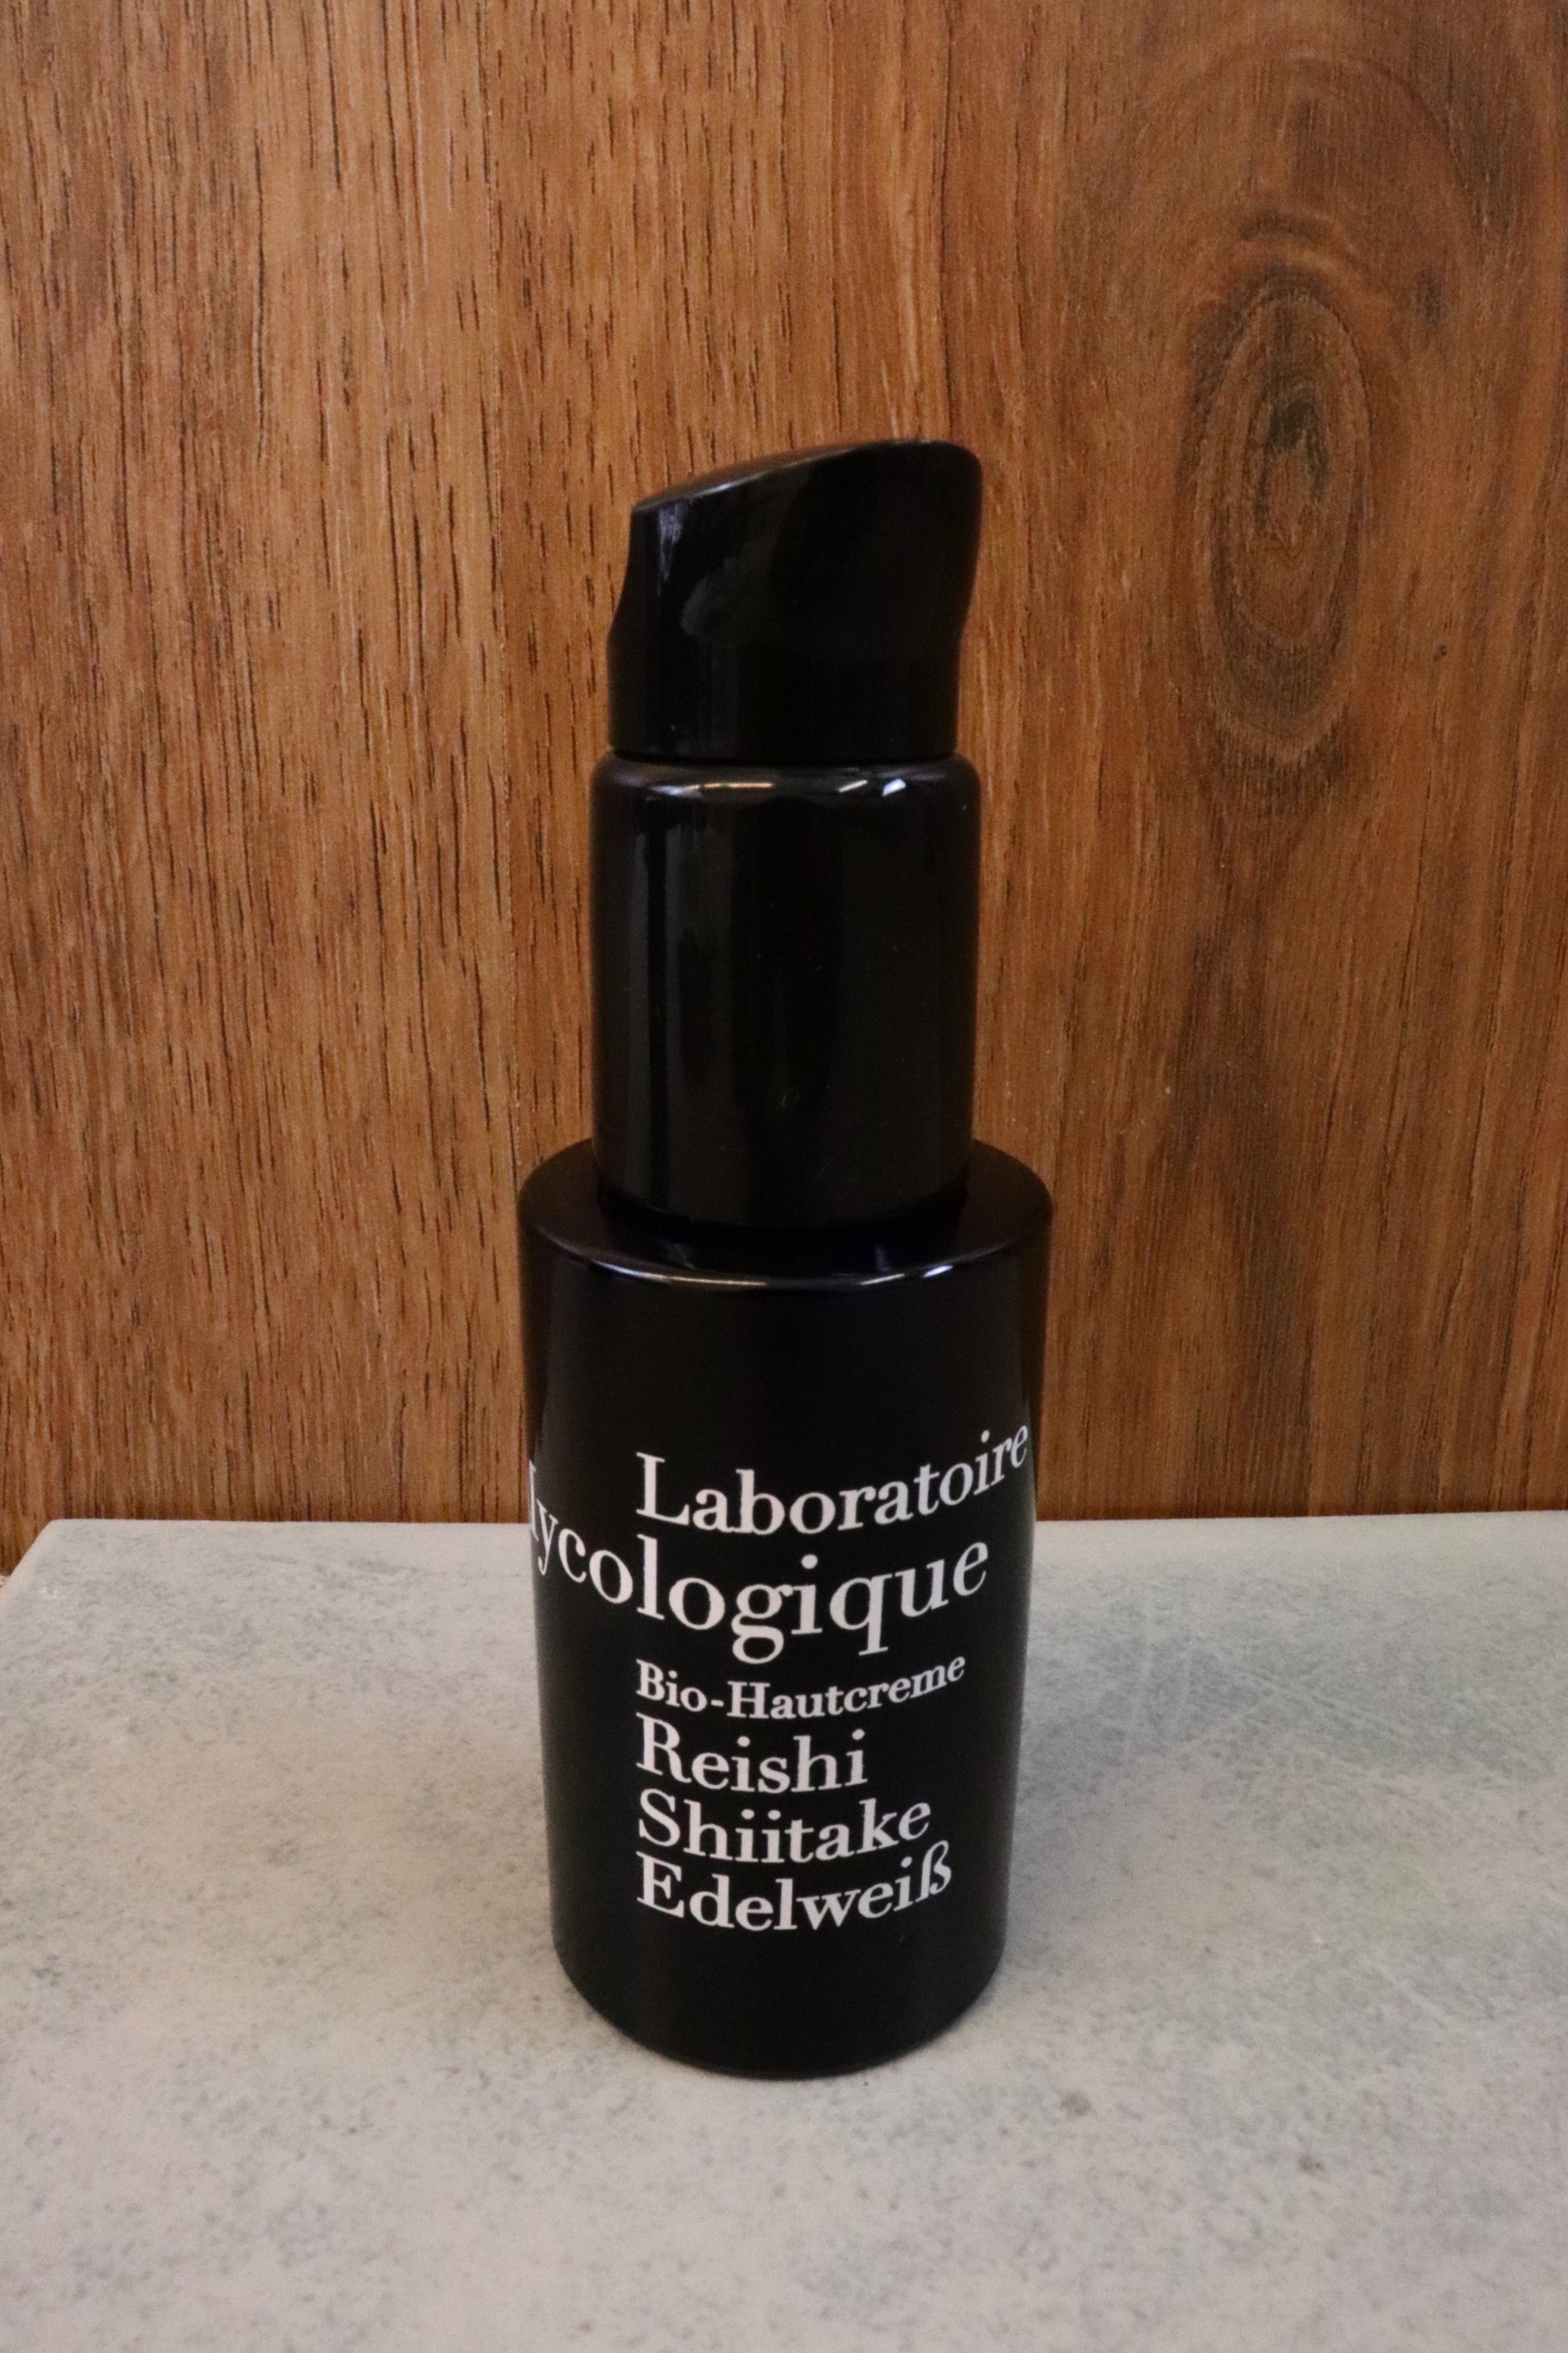 Laboratoire
Mycologique
Bio-Hautcreme
Reishi
Shiitake
Edelweiß